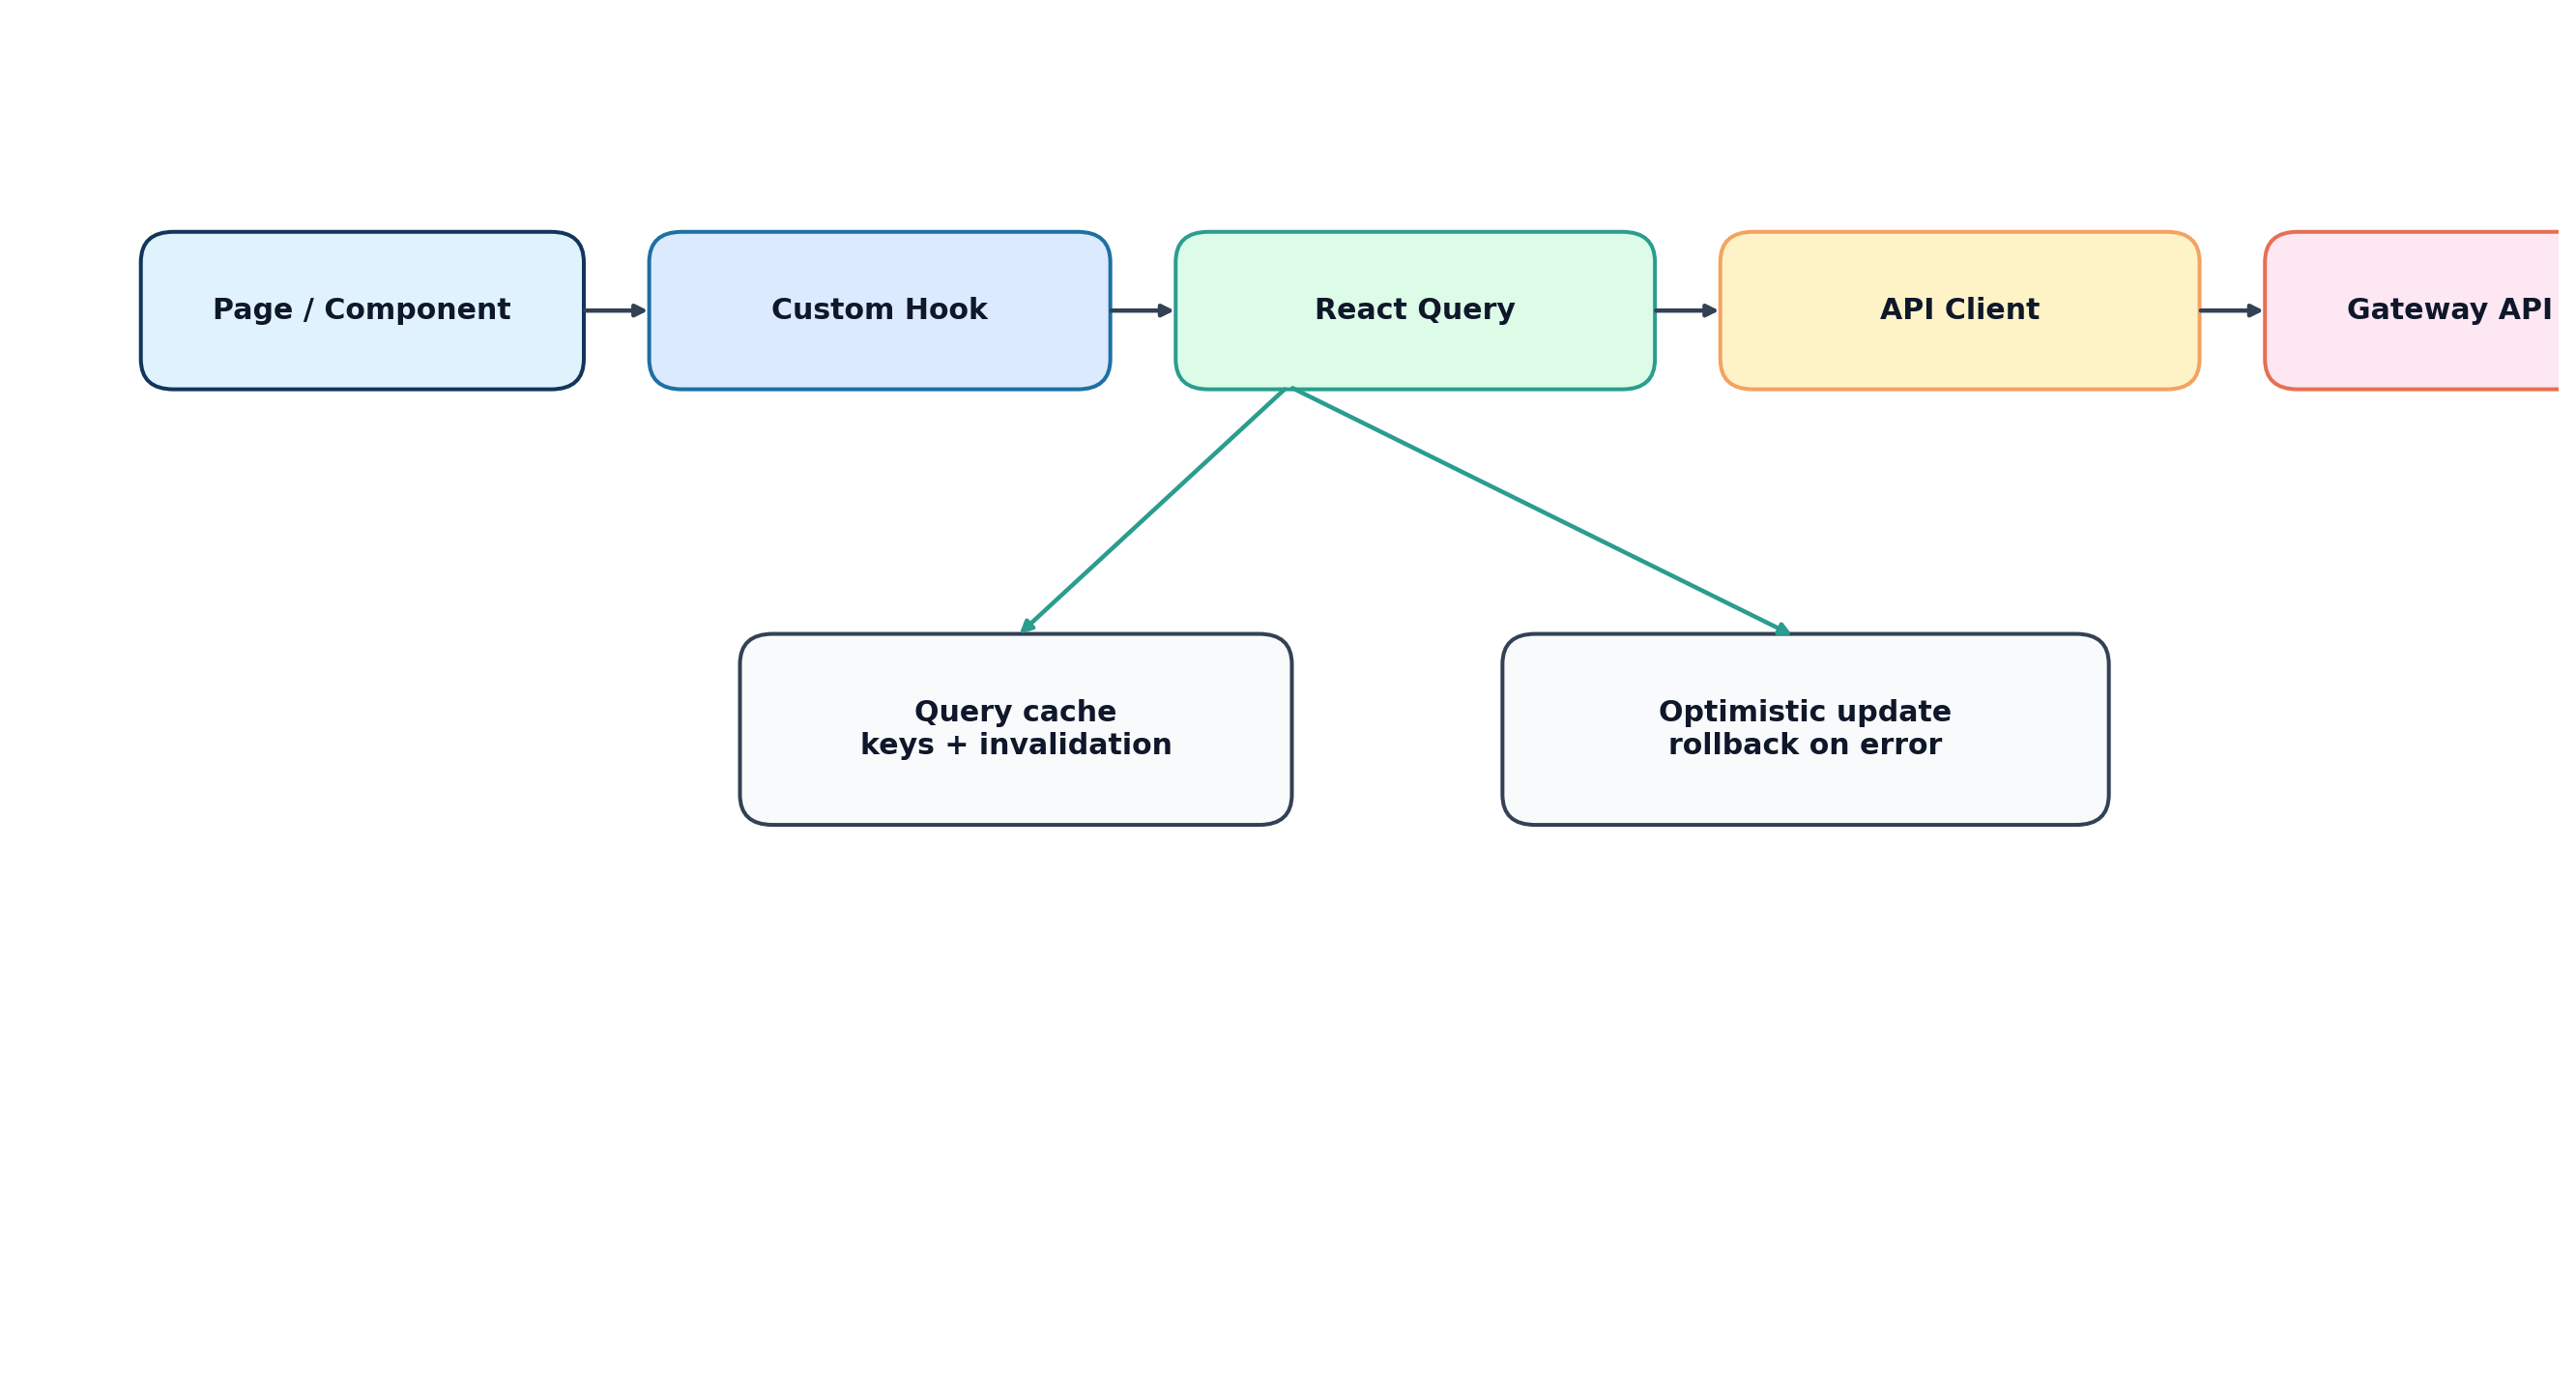 Page / Component
Custom Hook
React Query
API Client
Gateway API
Query cache
keys + invalidation
Optimistic update
rollback on error